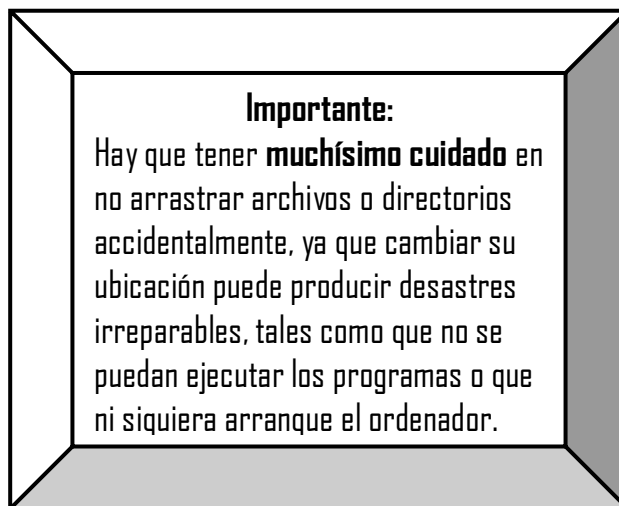 Importante:
Hay que tener muchísimo cuidado en
no arrastrar archivos o directorios
accidentalmente, ya que cambiar su
ubicación puede producir desastres
irreparables, tales como que no se
puedan ejecutar los programas o que
ni siquiera arranque el ordenador.